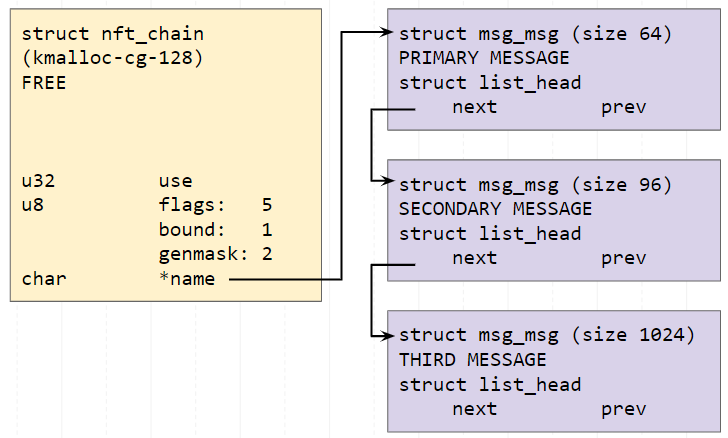 struct nft_chain
(kmalloc-cg-128)
FREE
u32 use
u8 flags: 5
bound: 1
genmask: 2
char *name
struct msg_msg (size 64)
PRIMARY MESSAGE
struct list_head
next prev
struct msg_msg (size 96)
SECONDARY MESSAGE
struct list_head
next prev
struct msg_msg (size 1024)
THIRD MESSAGE
struct list_head
next prev